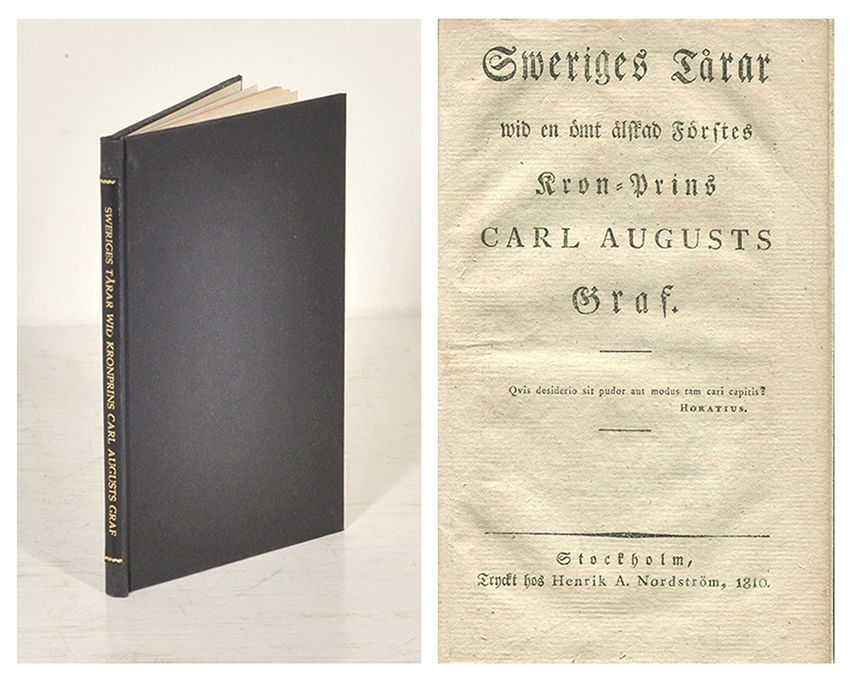 SWERIGES TÅRAR WID KRONPRINS CARL AUGUSTS GRAF
Sweriges Tårar
wid en ömt älskad Förstes
Kron-Prins
CARL AUGUSTS
Graf.
Qvis desiderio sit pudor aut modus tam cari capitis?
HORATIUS.
Stockholm,
Tryckt hos Henrik A. Nordström, 1810.